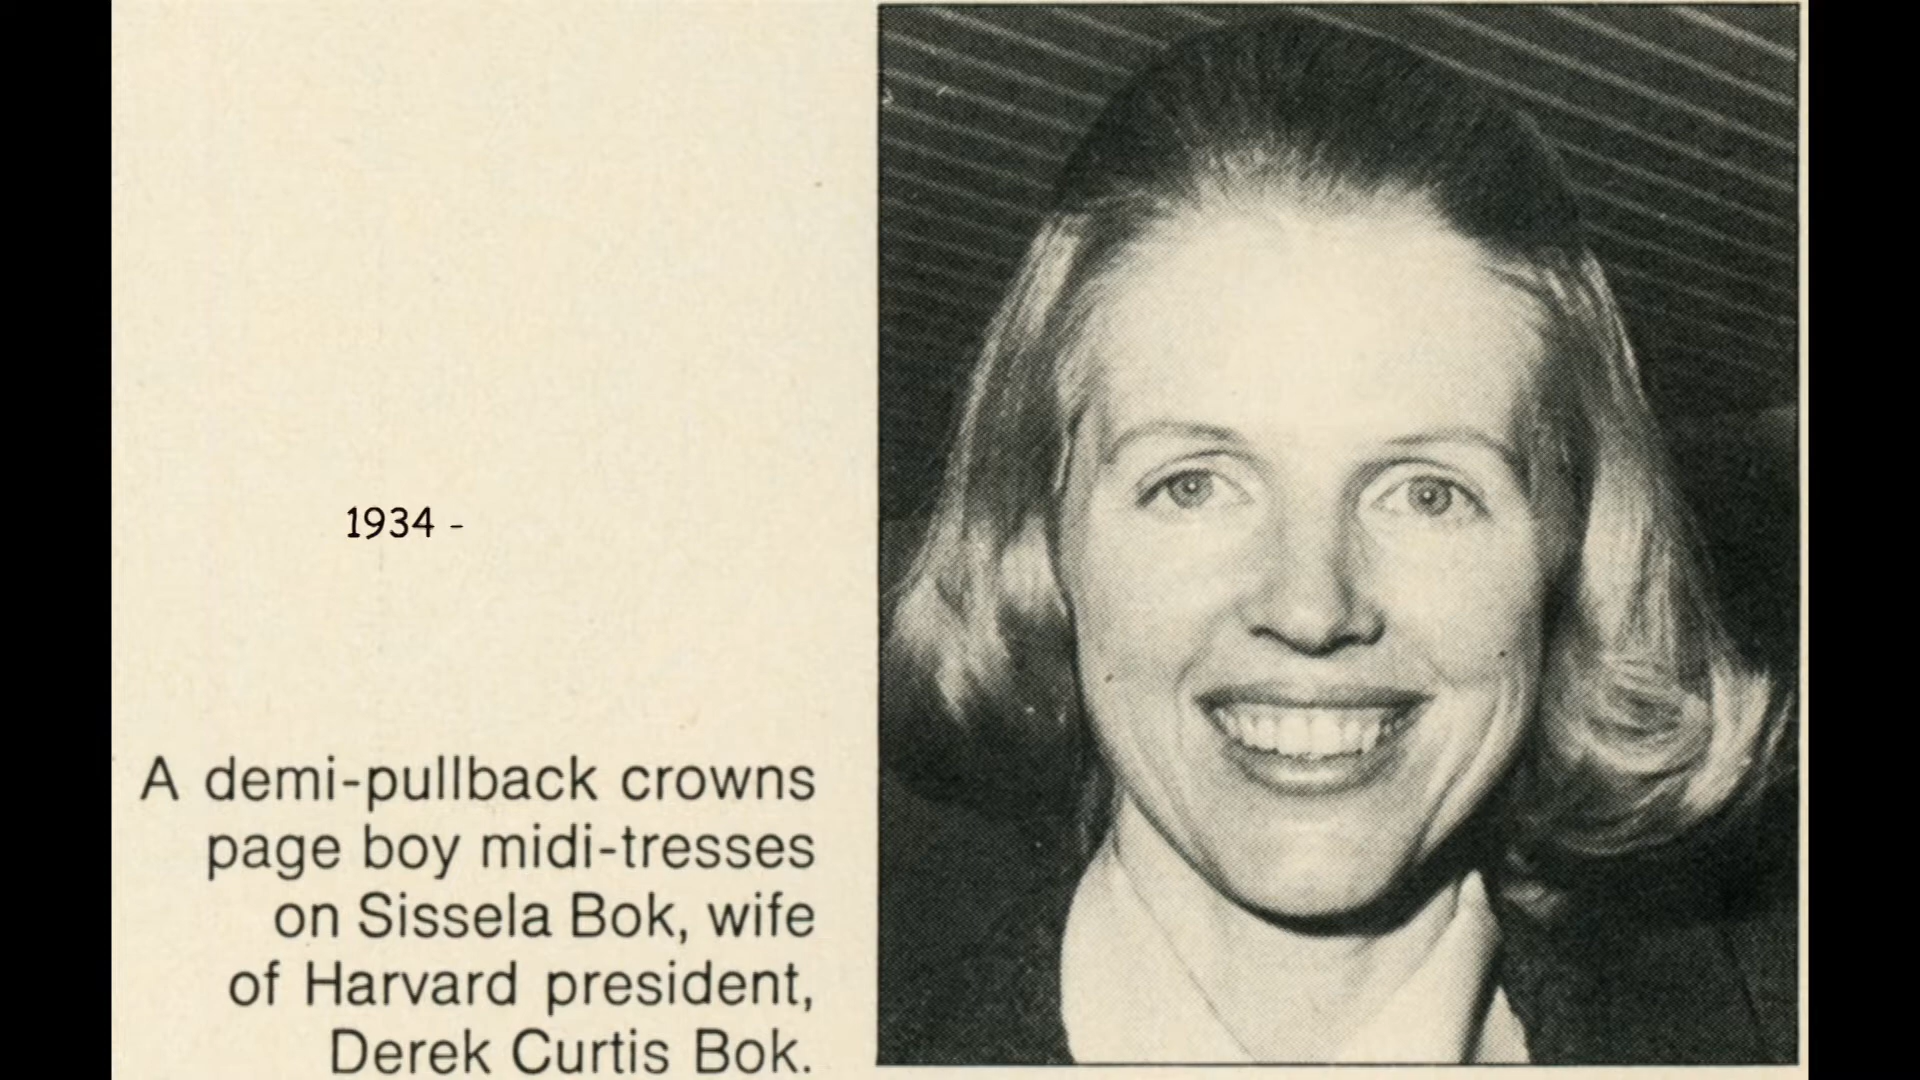 1934 -
A demi-pullback crowns
page boy midi-tresses
on Sissela Bok, wife
of Harvard president,
Derek Curtis Bok.